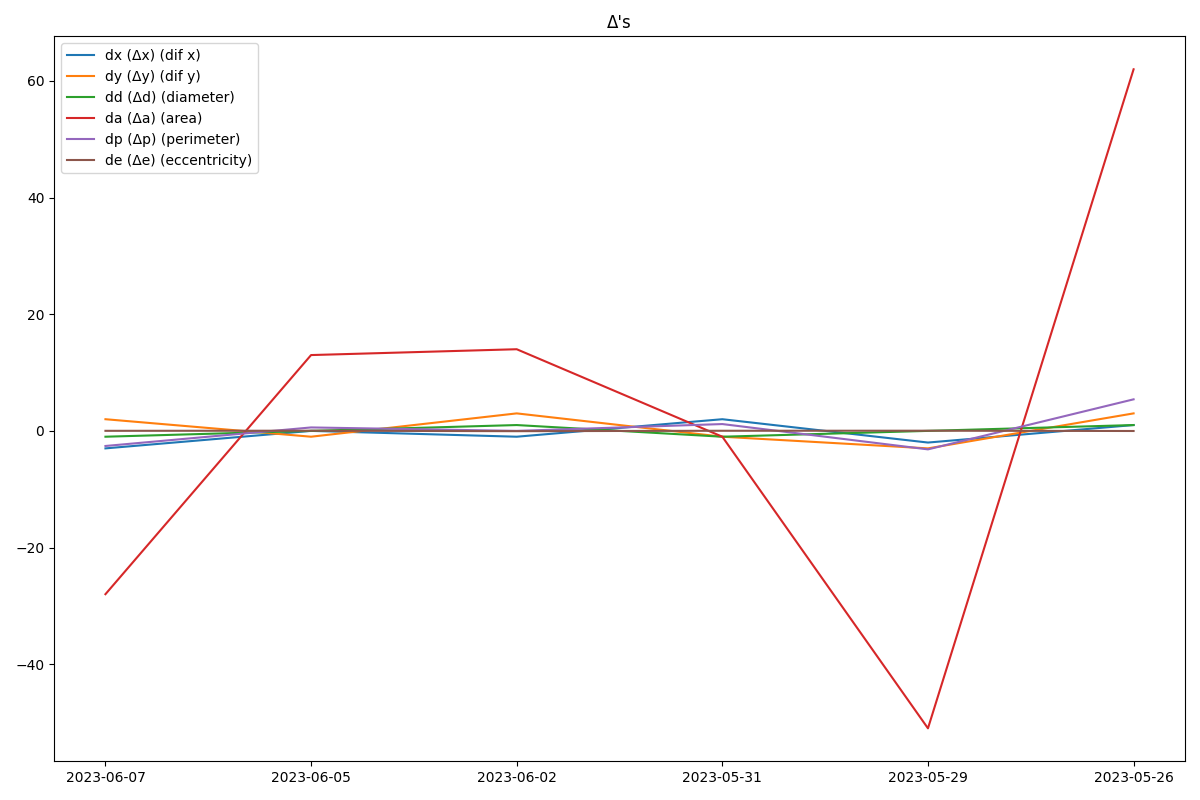 Δ's
dx (Δx) (dif x)
dy (Δy) (dif y)
dd (Δd) (diameter)
da (Δa) (area)
dp (Δp) (perimeter)
de (Δe) (eccentricity)
60
40
20
0
−20
−40
2023-06-07 2023-06-05 2023-06-02 2023-05-31 2023-05-29 2023-05-26